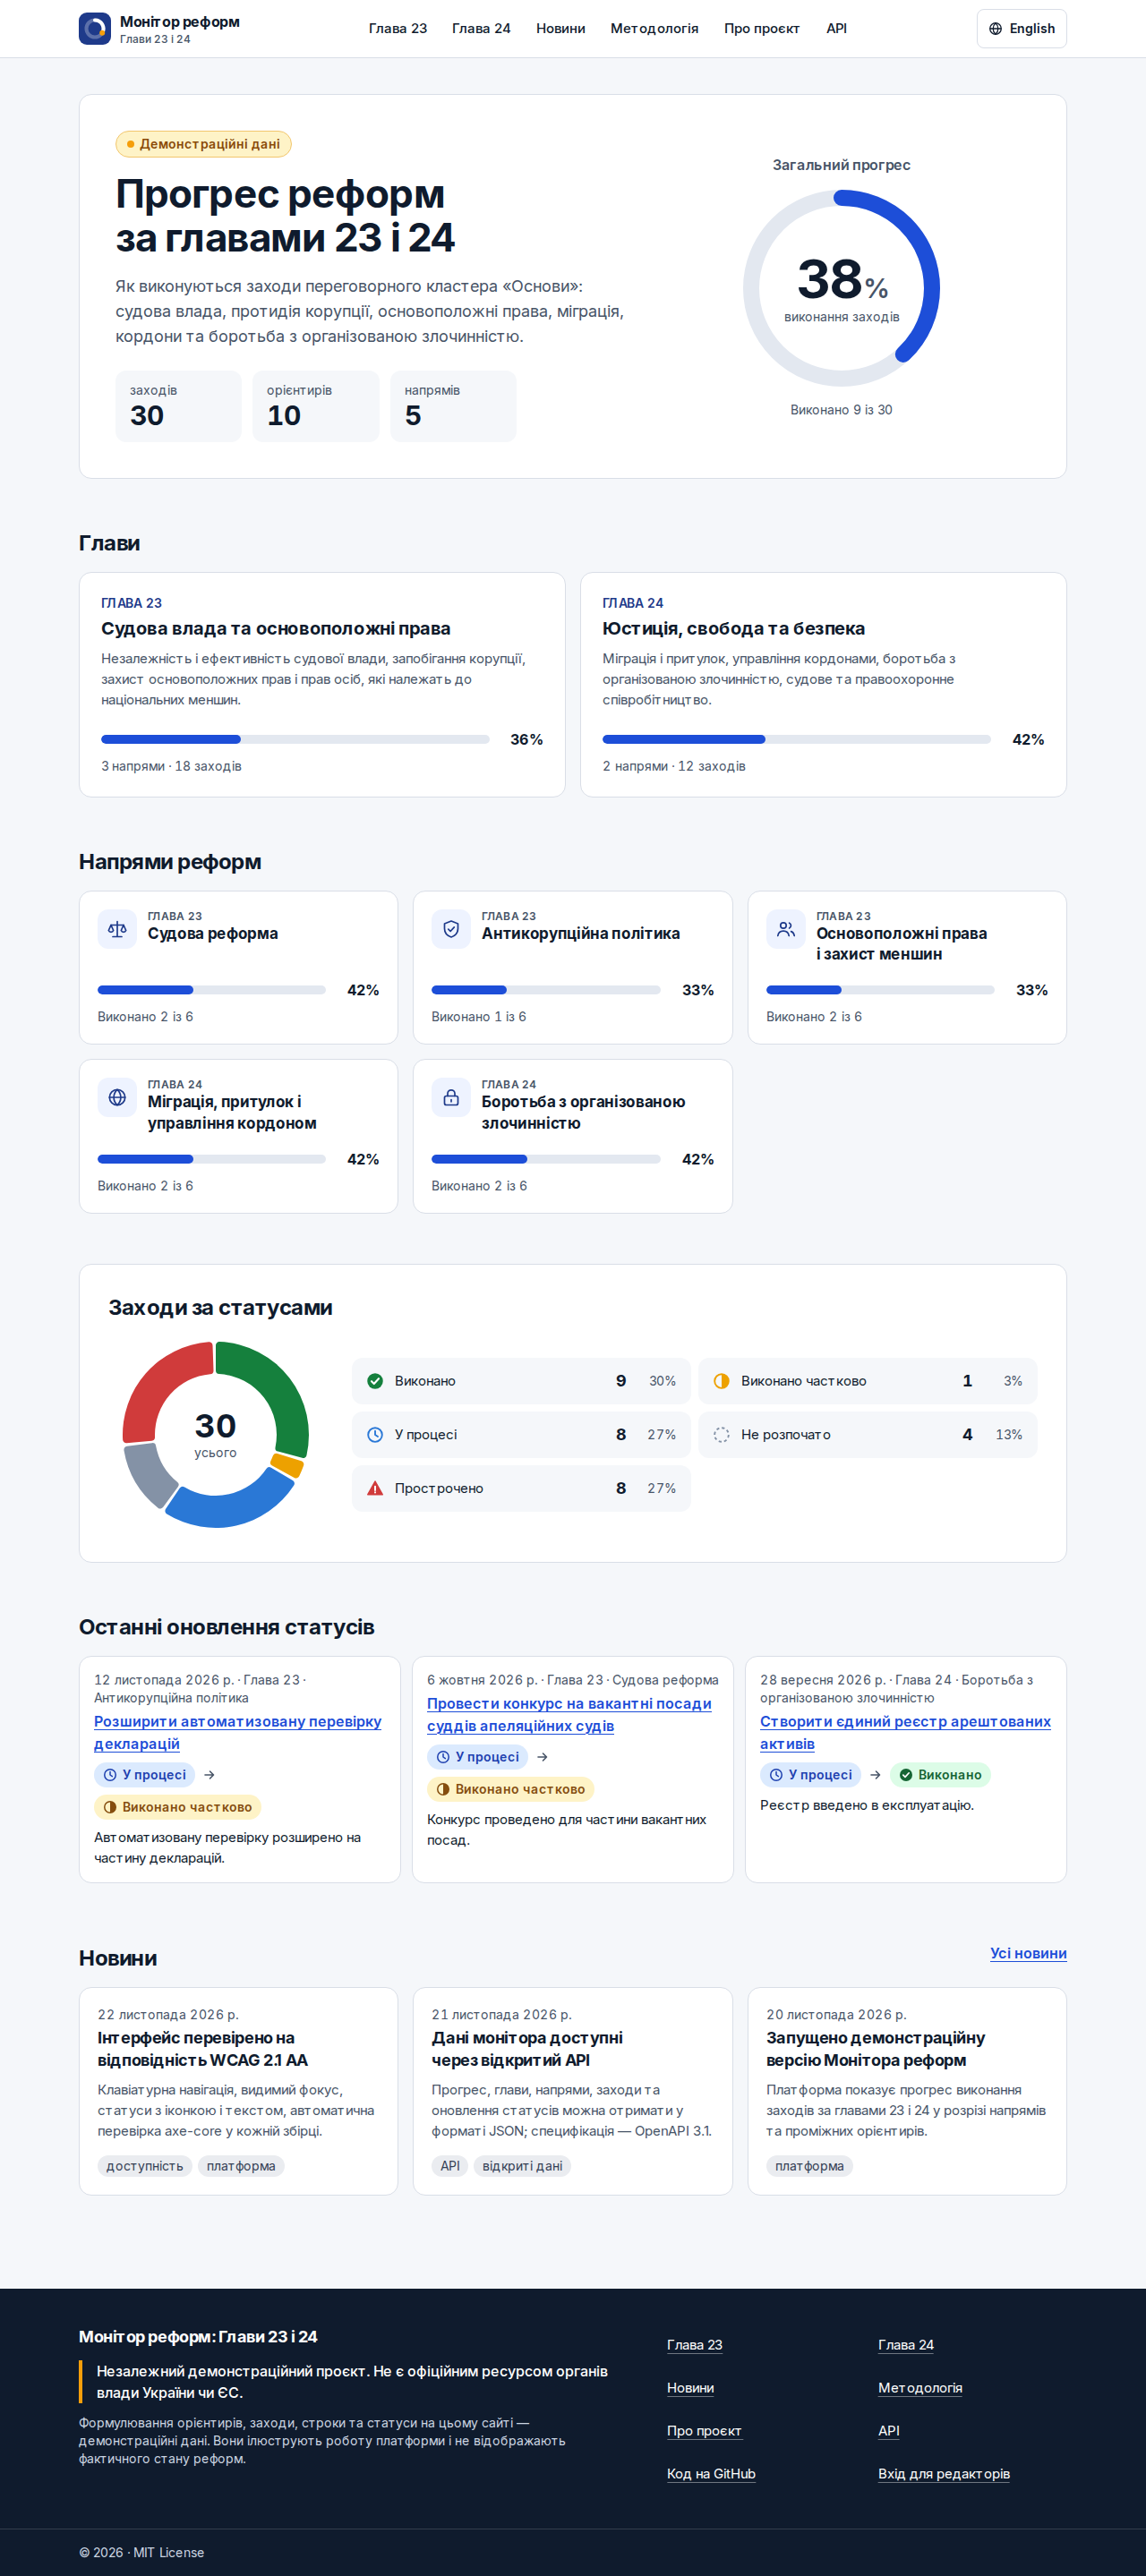 Монітор реформ
Глави 23 і 24
Глава 23
Глава 24
Новини
Методологія
Про проєкт
API
English
Демонстраційні дані
Прогрес реформ
за главами 23 і 24
Як виконуються заходи переговорного кластера «Основи»:
судова влада, протидія корупції, основоположні права, міграція,
кордони та боротьба з організованою злочинністю.
заходів
30
орієнтирів
10
напрямів
5
Загальний прогрес
38%
виконання заходів
Виконано 9 із 30
Глави
ГЛАВА 23
Судова влада та основоположні права
Незалежність і ефективність судової влади, запобігання корупції,
захист основоположних прав і прав осіб, які належать до
національних меншин.
36%
3 напрями · 18 заходів
ГЛАВА 24
Юстиція, свобода та безпека
Міграція і притулок, управління кордонами, боротьба з
організованою злочинністю, судове та правоохоронне
співробітництво.
42%
2 напрями · 12 заходів
Напрями реформ
ГЛАВА 23
Судова реформа
42%
Виконано 2 із 6
ГЛАВА 23
Антикорупційна політика
33%
Виконано 1 із 6
ГЛАВА 23
Основоположні права
і захист меншин
33%
Виконано 2 із 6
ГЛАВА 24
Міграція, притулок і
управління кордоном
42%
Виконано 2 із 6
ГЛАВА 24
Боротьба з організованою
злочинністю
42%
Виконано 2 із 6
Заходи за статусами
30
усього
Виконано 9 30%
Виконано частково 1 3%
У процесі 8 27%
Не розпочато 4 13%
Прострочено 8 27%
Останні оновлення статусів
12 листопада 2026 р. · Глава 23 ·
Антикорупційна політика
Розширити автоматизовану перевірку
декларацій
У процесі →
Виконано частково
Автоматизовану перевірку розширено на
частину декларацій.
6 жовтня 2026 р. · Глава 23 · Судова реформа
Провести конкурс на вакантні посади
суддів апеляційних судів
У процесі →
Виконано частково
Конкурс проведено для частини вакантних
посад.
28 вересня 2026 р. · Глава 24 · Боротьба з
організованою злочинністю
Створити єдиний реєстр арештованих
активів
У процесі → Виконано
Реєстр введено в експлуатацію.
Новини
Усі новини
22 листопада 2026 р.
Інтерфейс перевірено на
відповідність WCAG 2.1 AA
Клавіатурна навігація, видимий фокус,
статуси з іконкою і текстом, автоматична
перевірка axe-core у кожній збірці.
доступність
платформа
21 листопада 2026 р.
Дані монітора доступні
через відкритий API
Прогрес, глави, напрями, заходи та
оновлення статусів можна отримати у
форматі JSON; специфікація — OpenAPI 3.1.
API
відкриті дані
20 листопада 2026 р.
Запущено демонстраційну
версію Монітора реформ
Платформа показує прогрес виконання
заходів за главами 23 і 24 у розрізі напрямів
та проміжних орієнтирів.
платформа
Монітор реформ: Глави 23 і 24
Незалежний демонстраційний проєкт. Не є офіційним ресурсом органів
влади України чи ЄС.
Формулювання орієнтирів, заходи, строки та статуси на цьому сайті —
демонстраційні дані. Вони ілюструють роботу платформи і не відображають
фактичного стану реформ.
Глава 23
Глава 24
Новини
Методологія
Про проєкт
API
Код на GitHub
Вхід для редакторів
© 2026 · MIT License